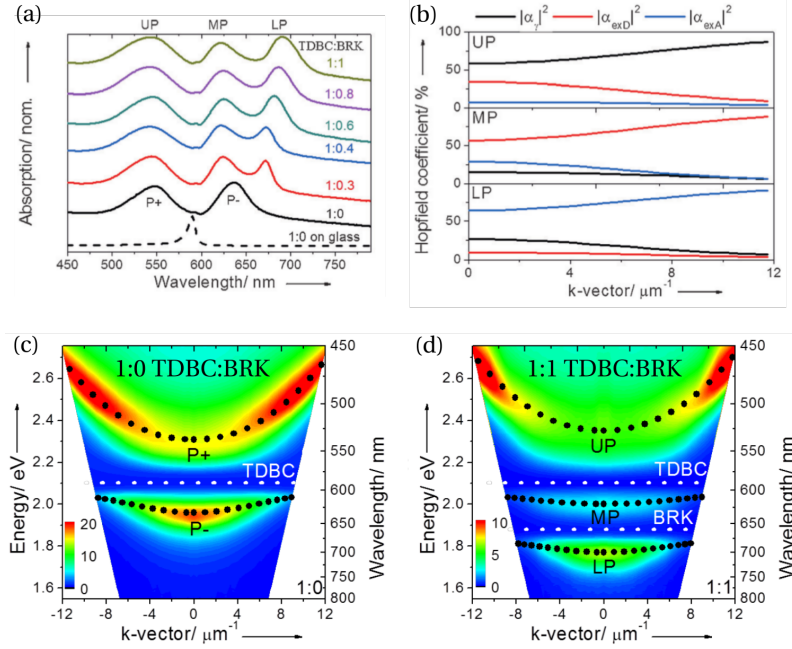 (a)
UP MP LP
TDBC:BRK
1:1
1:0.8
1:0.6
1:0.4
1:0.3
P+ P- 1:0
1:0 on glass
Absorption/ nom.
450 500 550 600 650 700 750
Wavelength/ nm
(b)
|αγ|² |αexD|² |αexA|²
UP
MP
LP
100
75
50
25
0
75
50
25
0
75
50
25
0
Hopfield coefficient/ %
0 4 8 12
k-vector/ μm⁻¹
(c)
1:0 TDBC:BRK
P+
TDBC
P-
20
10
0
1:0
2.6
2.4
2.2
2.0
1.8
1.6
Energy/ eV
450
500
550
600
650
700
750
800
Wavelength/ nm
-12 -8 -4 0 4 8 12
k-vector/ μm⁻¹
(d)
1:1 TDBC:BRK
UP
TDBC
MP
BRK
LP
10
5
0
1:1
2.6
2.4
2.2
2.0
1.8
1.6
Energy/ eV
450
500
550
600
650
700
750
800
Wavelength/ nm
-12 -8 -4 0 4 8 12
k-vector/ μm⁻¹